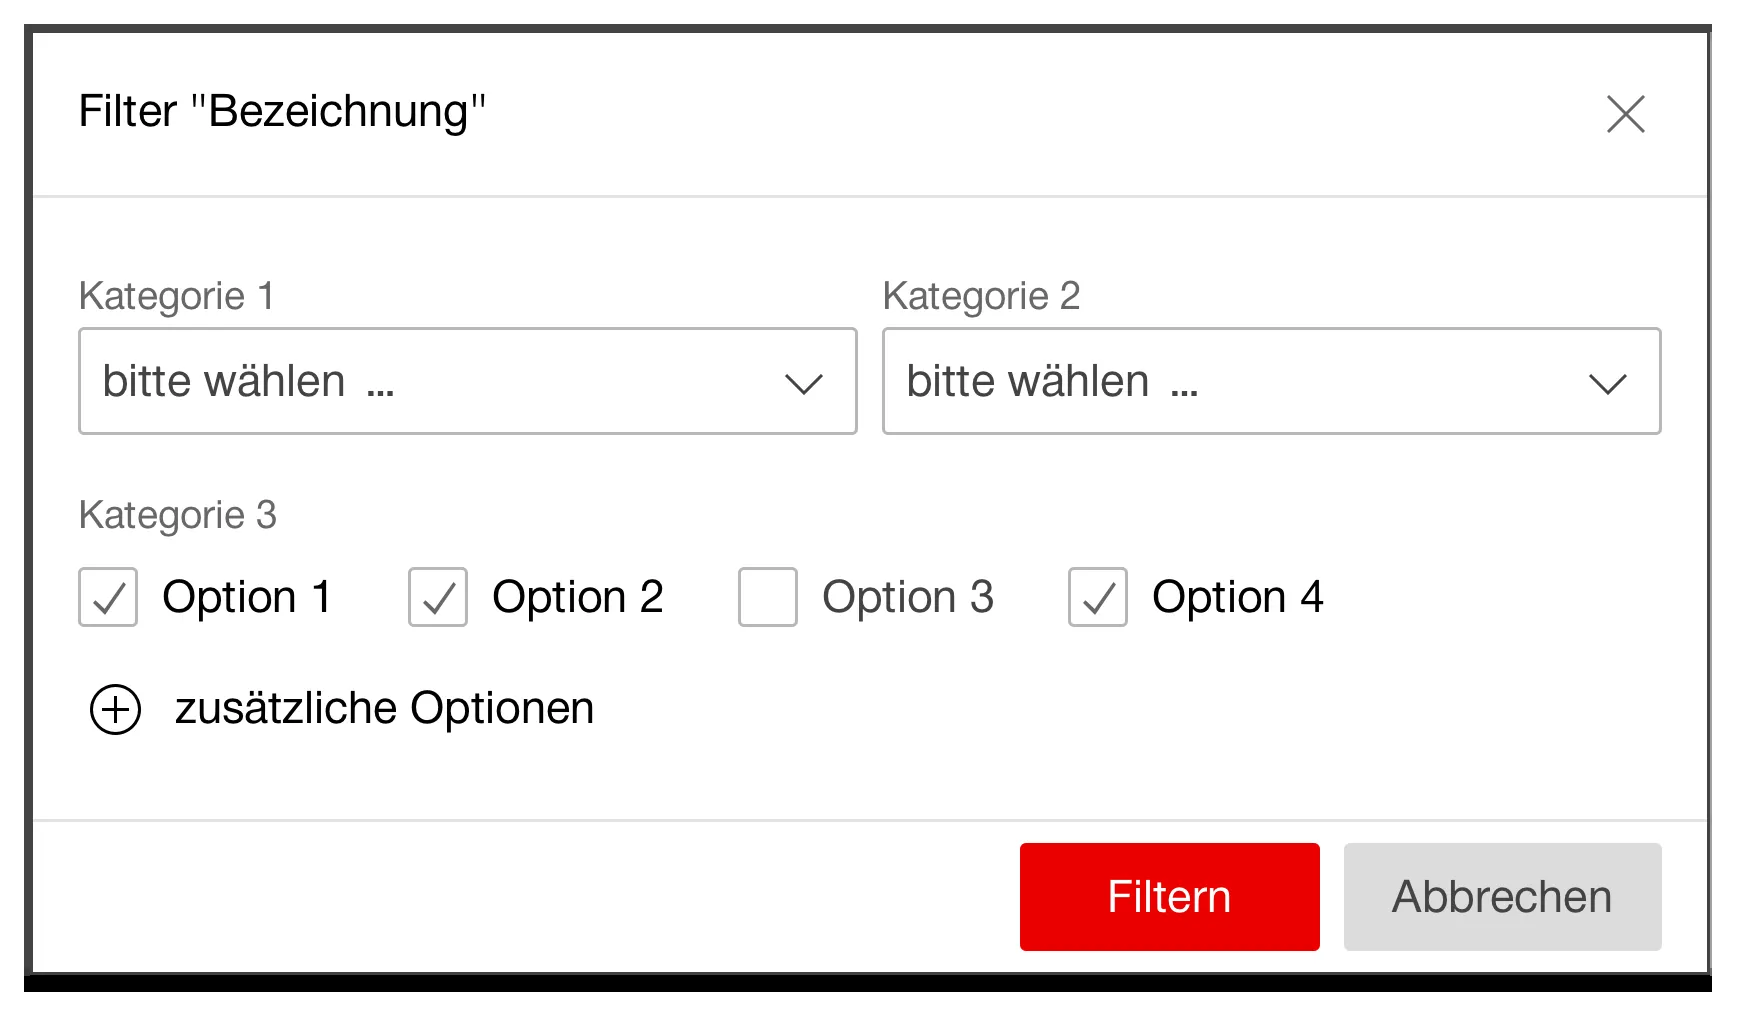 Filter "Bezeichnung"
Kategorie 1 Kategorie 2
bitte wählen ... bitte wählen ...
Kategorie 3
Option 1 Option 2 Option 3 Option 4
zusätzliche Optionen
Filtern Abbrechen